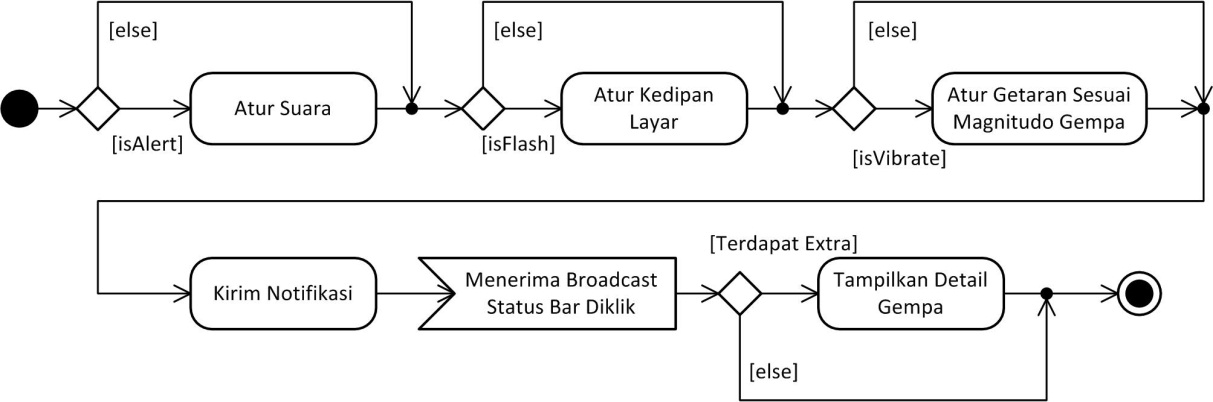 [else]
[else]
[else]
Atur Suara
Atur Kedipan
Layar
Atur Getaran Sesuai
Magnitudo Gempa
[isAlert]
[isFlash]
[isVibrate]
[Terdapat Extra]
Kirim Notifikasi
Menerima Broadcast
Status Bar Diklik
Tampilkan Detail
Gempa
[else]